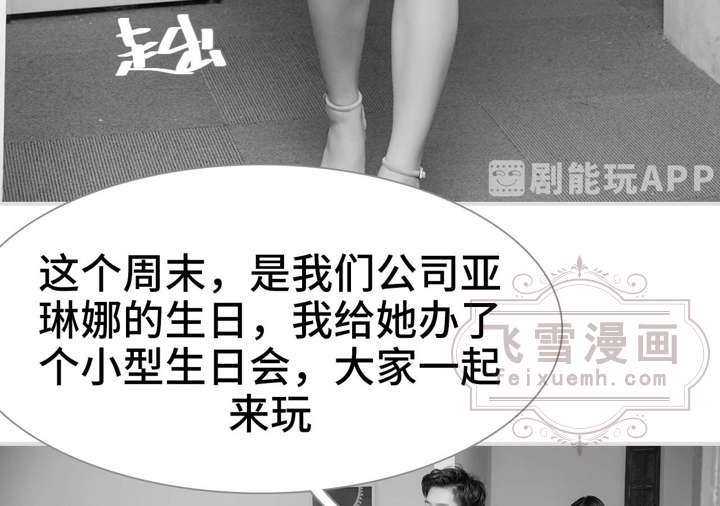 走出
剧能玩APP
这个周末，是我们公司亚
琳娜的生日，我给她办了
个小型生日会，大家一起
来玩
飞雪漫画
feixuemh.com